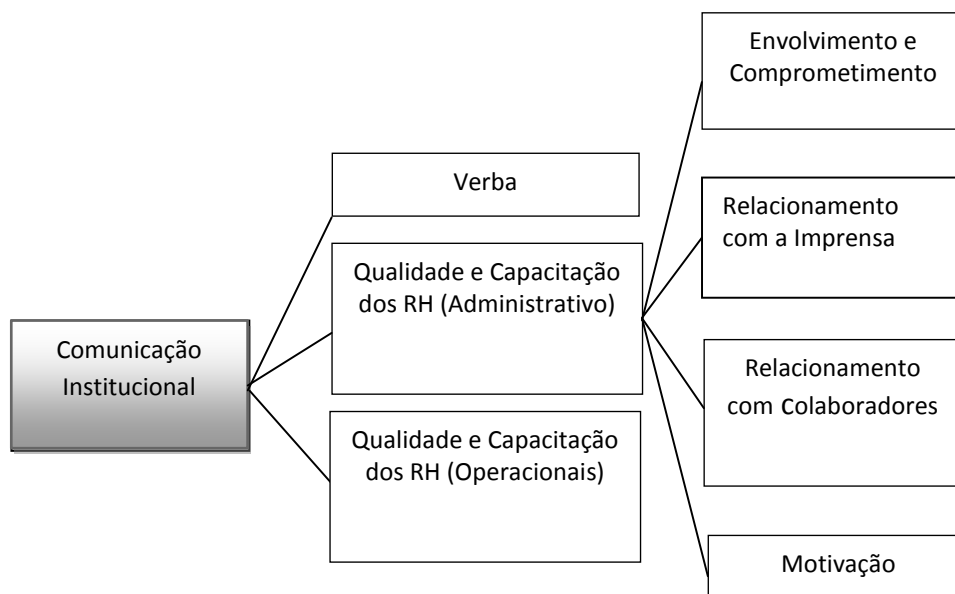 Comunicação
Institucional
Verba
Qualidade e Capacitação
dos RH (Administrativo)
Qualidade e Capacitação
dos RH (Operacionais)
Envolvimento e
Comprometimento
Relacionamento
com a Imprensa
Relacionamento
com Colaboradores
Motivação